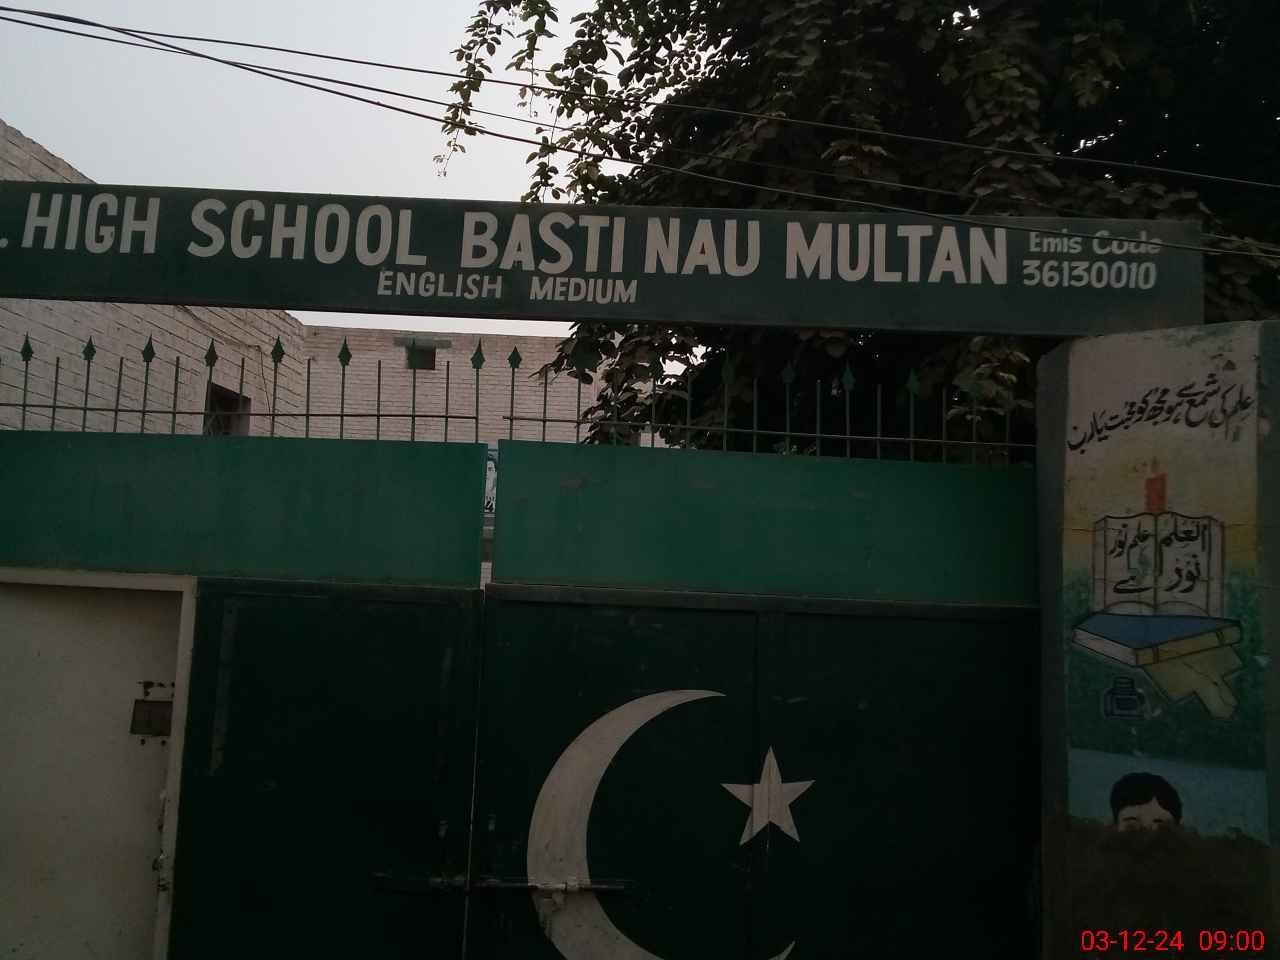 . HIGH SCHOOL BASTI NAU MULTAN
Emis Code
36130010
ENGLISH MEDIUM
علم کی شمع سے ہو مجھ کو محبت یارب
العلم نور
علم نور ہے
03-12-24 09:00